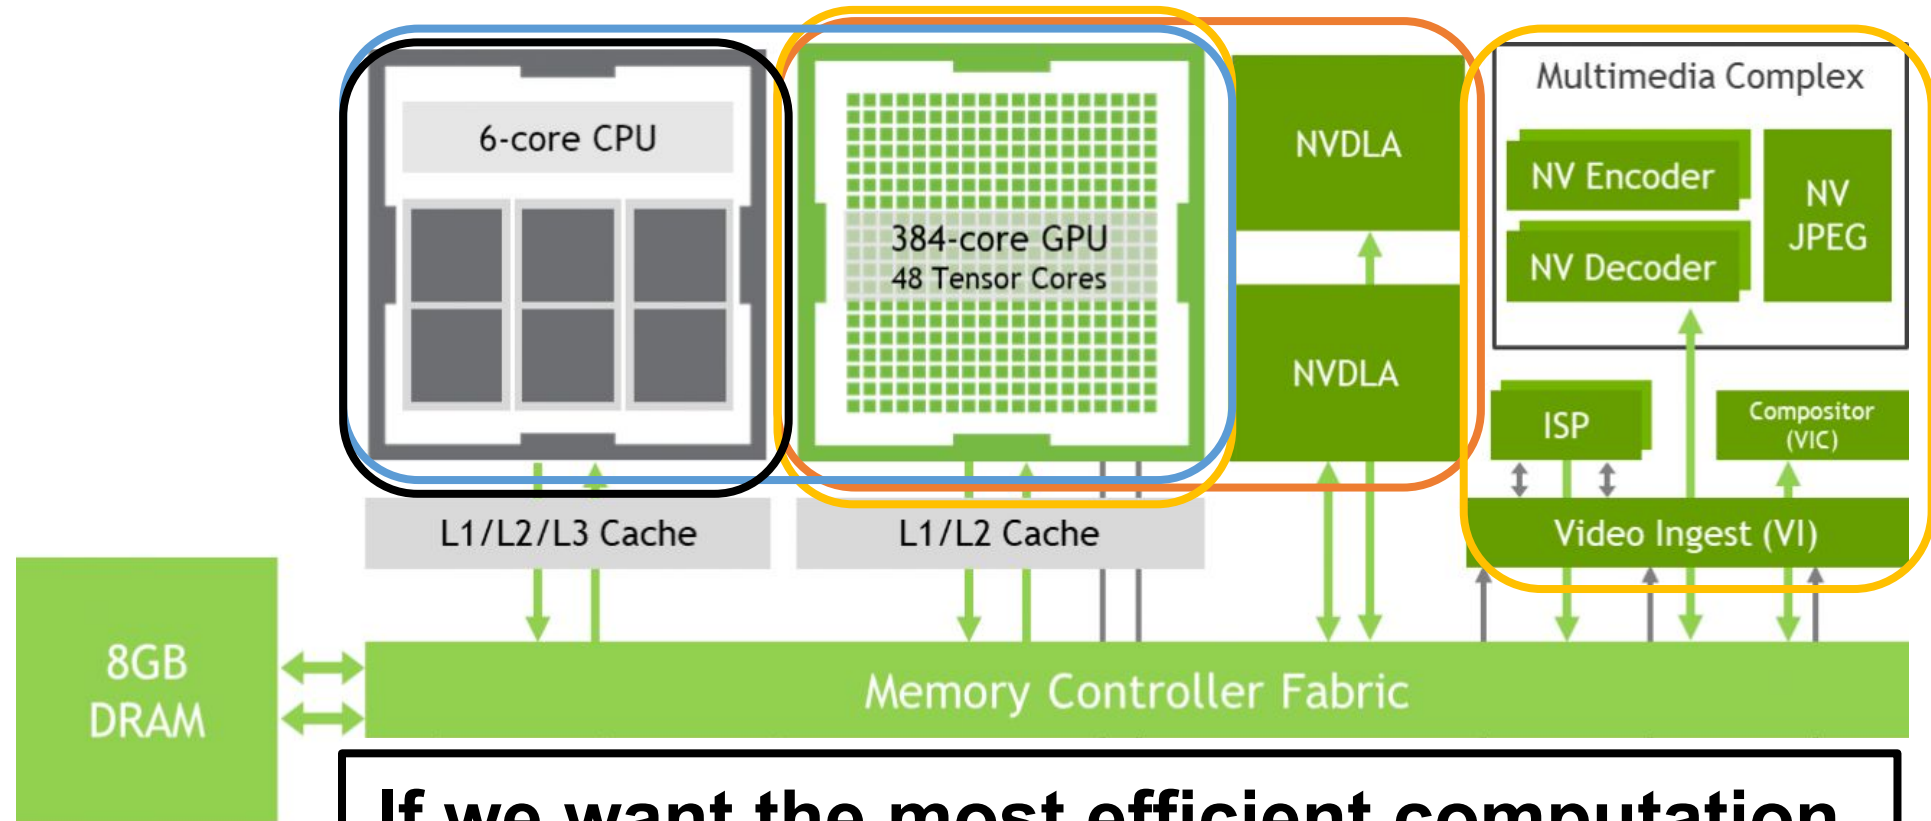 6-core CPU
384-core GPU
48 Tensor Cores
NVDLA
NVDLA
Multimedia Complex
NV Encoder
NV Decoder
NV
JPEG
ISP
Compositor
(VIC)
L1/L2/L3 Cache
L1/L2 Cache
Video Ingest (VI)
8GB
DRAM
Memory Controller Fabric
If we want the most efficient computation